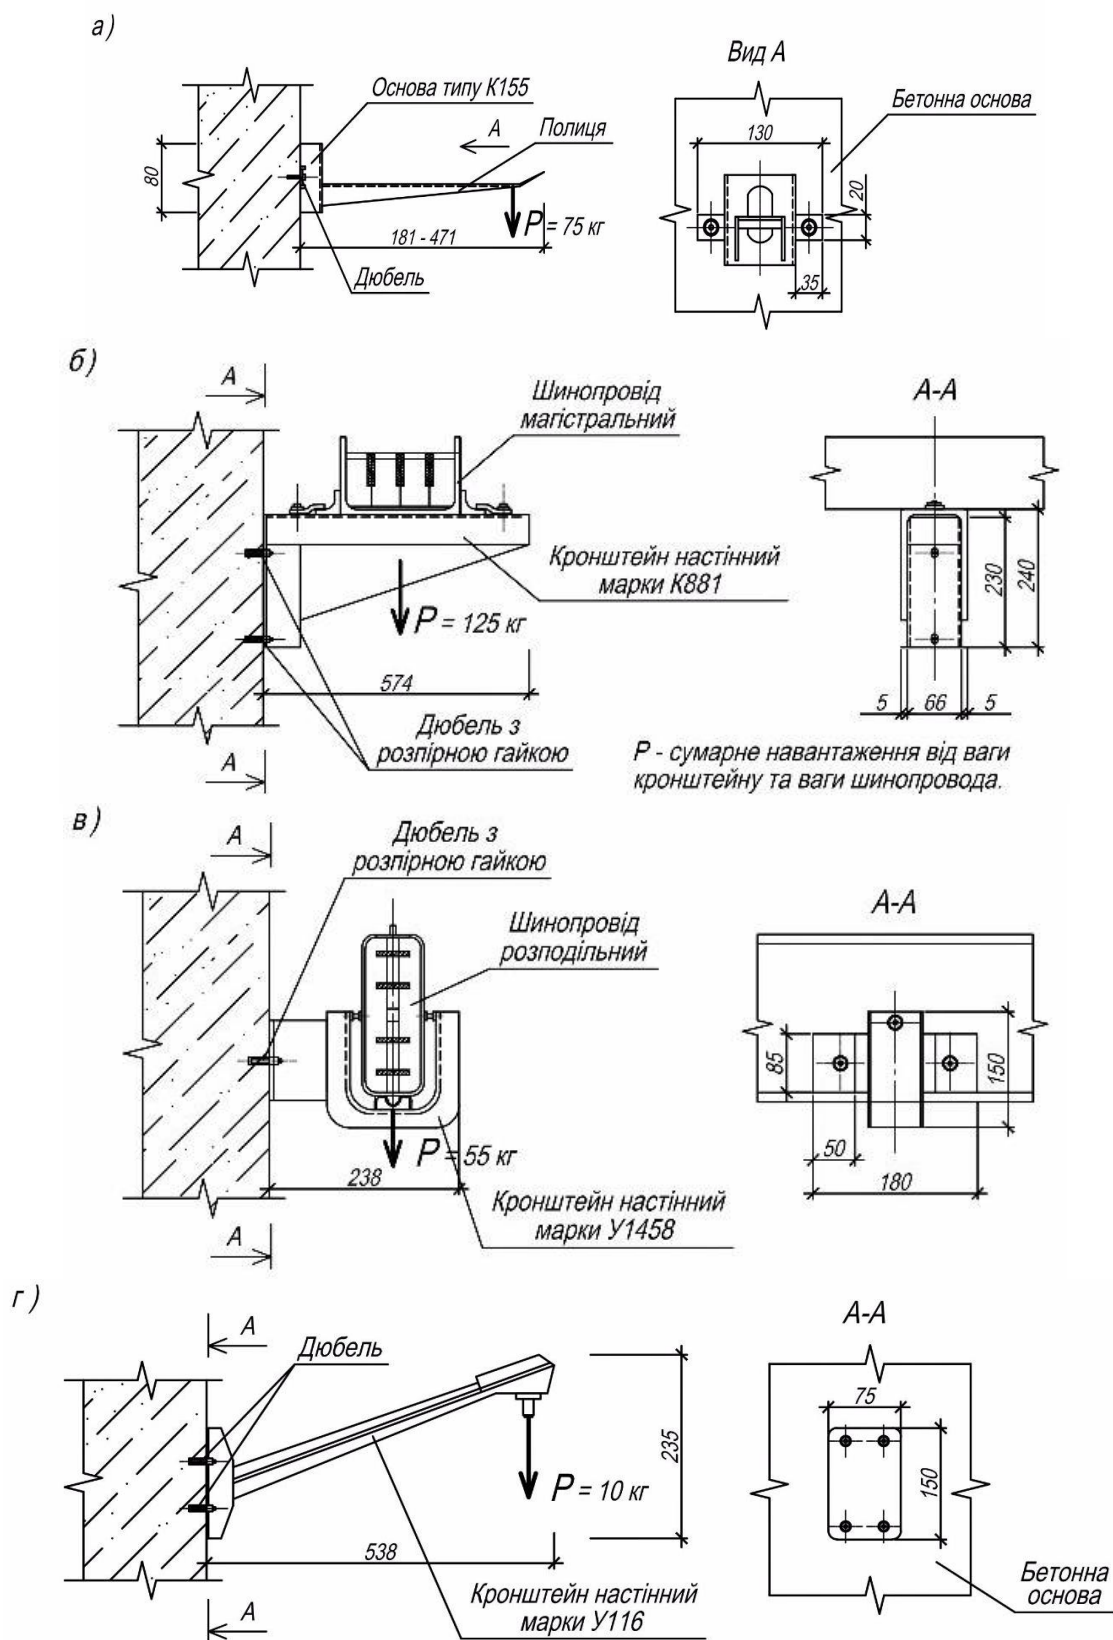 а)
Вид А
Основа типу К155
Бетонна основа
А
Полиця
130
80
20
P = 75 кг
181 - 471
Дюбель
35
б)
А
Шинопровід
магістральний
А-А
Кронштейн настінний
марки К881
230
240
P = 125 кг
574
5
66
5
Дюбель з
розпірною гайкою
А
P - сумарне навантаження від ваги
кронштейну та ваги шинопровода.
в)
А
Дюбель з
розпірною гайкою
А-А
Шинопровід
розподільний
85
150
P = 55 кг
50
238
180
Кронштейн настінний
марки У1458
А
г)
А
Дюбель
А-А
75
235
P = 10 кг
150
538
Кронштейн настінний
марки У116
Бетонна
основа
А